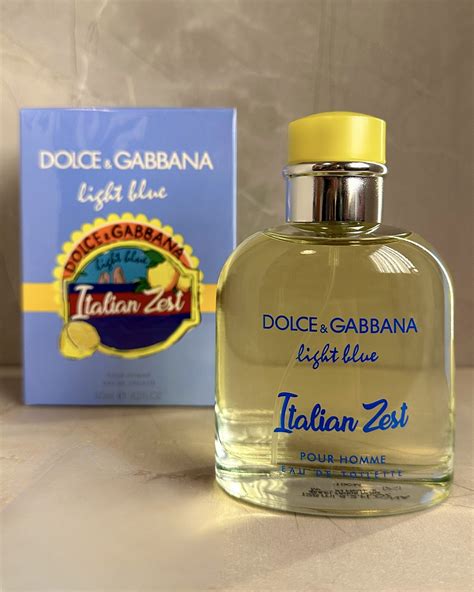 DOLCE & GABBANA
light blue
DOLCE & GABBANA
light blue
Italian Zest
DOLCE & GABBANA
light blue
Italian Zest
POUR HOMME
EAU DE TOILETTE